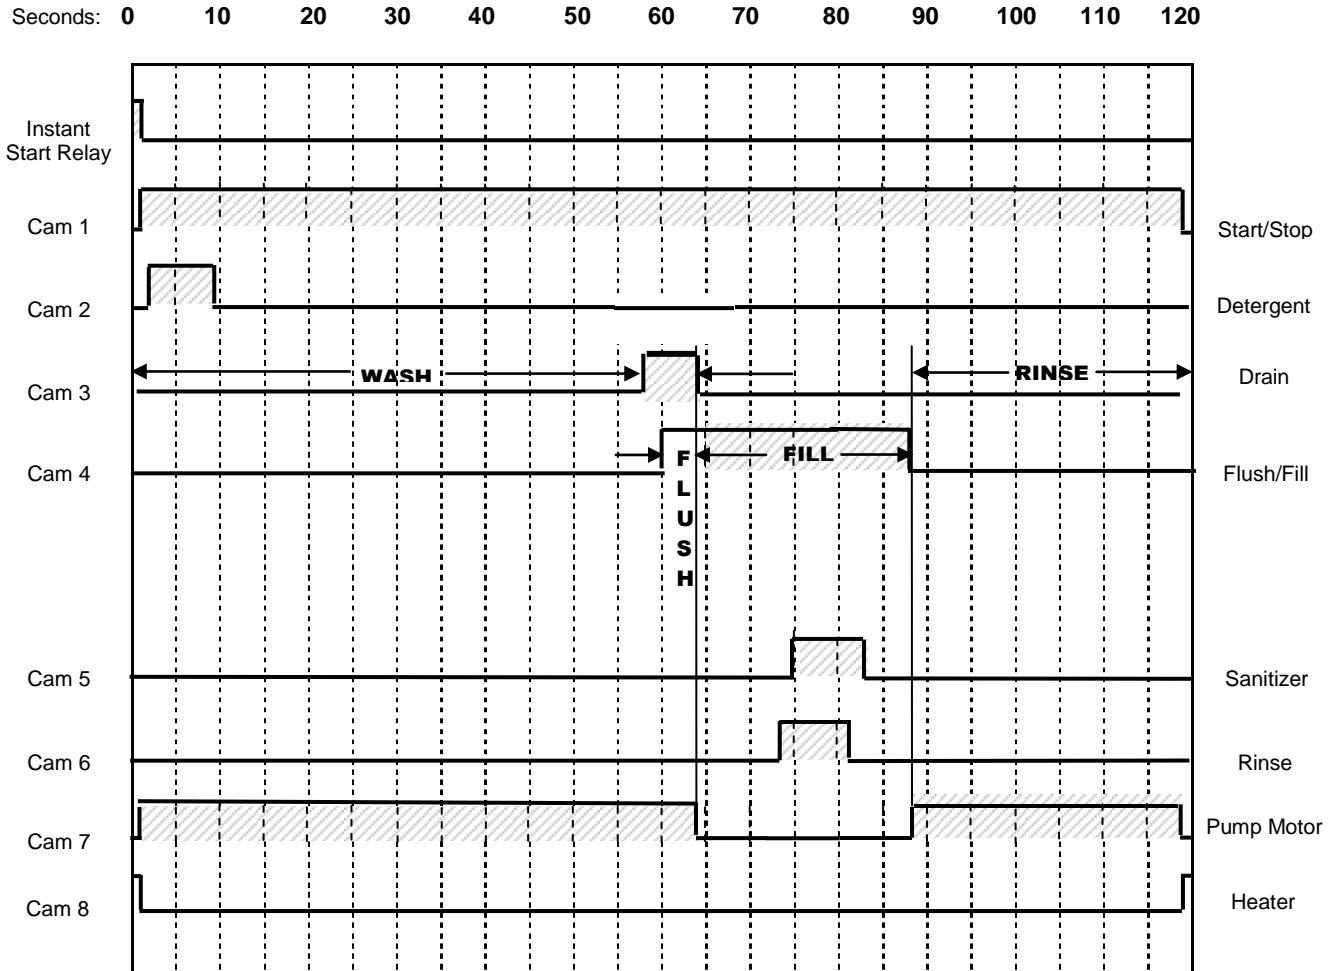 Seconds: 0 10 20 30 40 50 60 70 80 90 100 110 120
Instant
Start Relay
Cam 1
Start/Stop
Cam 2
Detergent
WASH
RINSE
Cam 3
Drain
FILL
Cam 4
Flush/Fill
F
L
U
S
H
Cam 5
Sanitizer
Cam 6
Rinse
Cam 7
Pump Motor
Cam 8
Heater